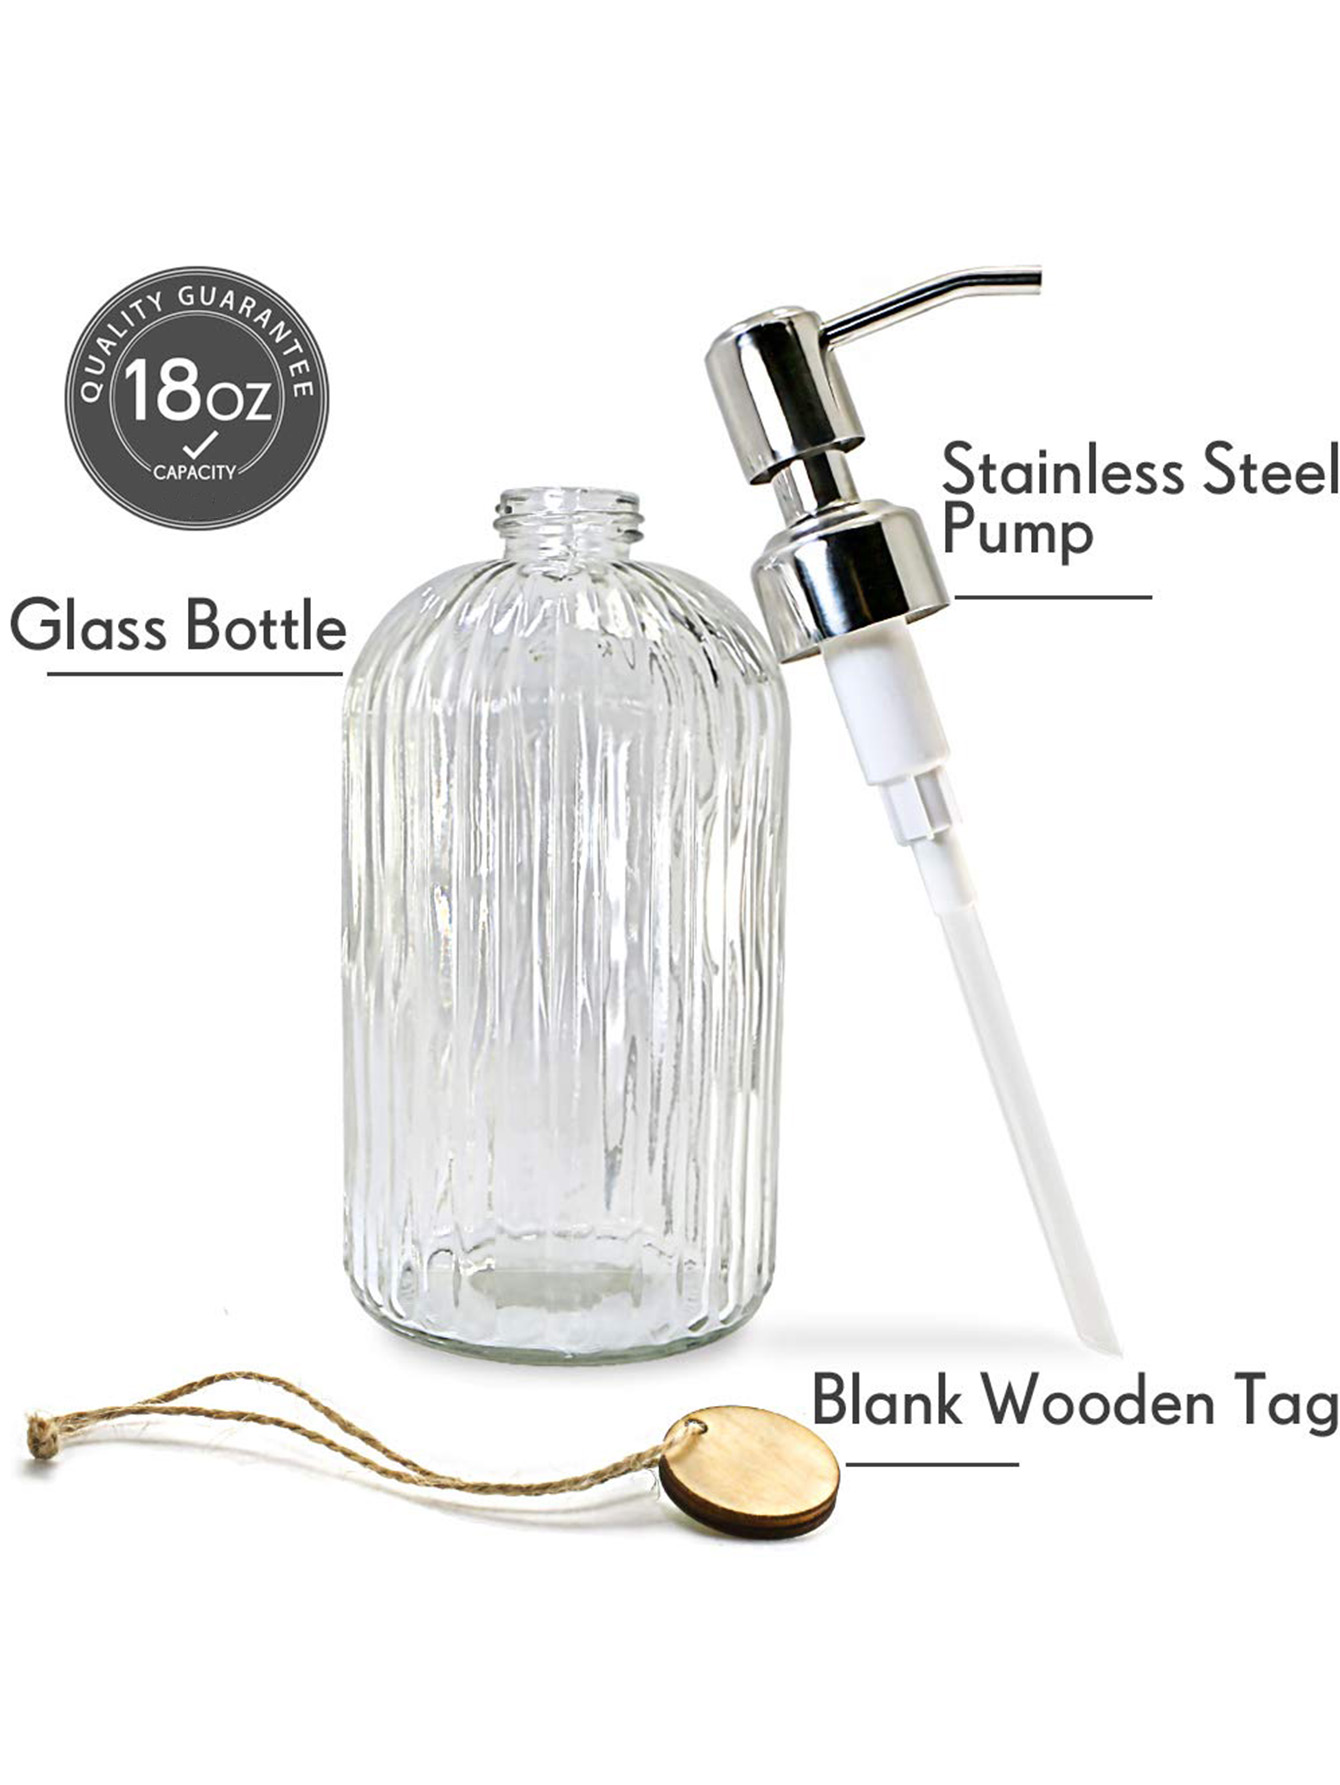 QUALITY GUARANTEE
18OZ
CAPACITY
Glass Bottle
Stainless Steel
Pump
Blank Wooden Tag